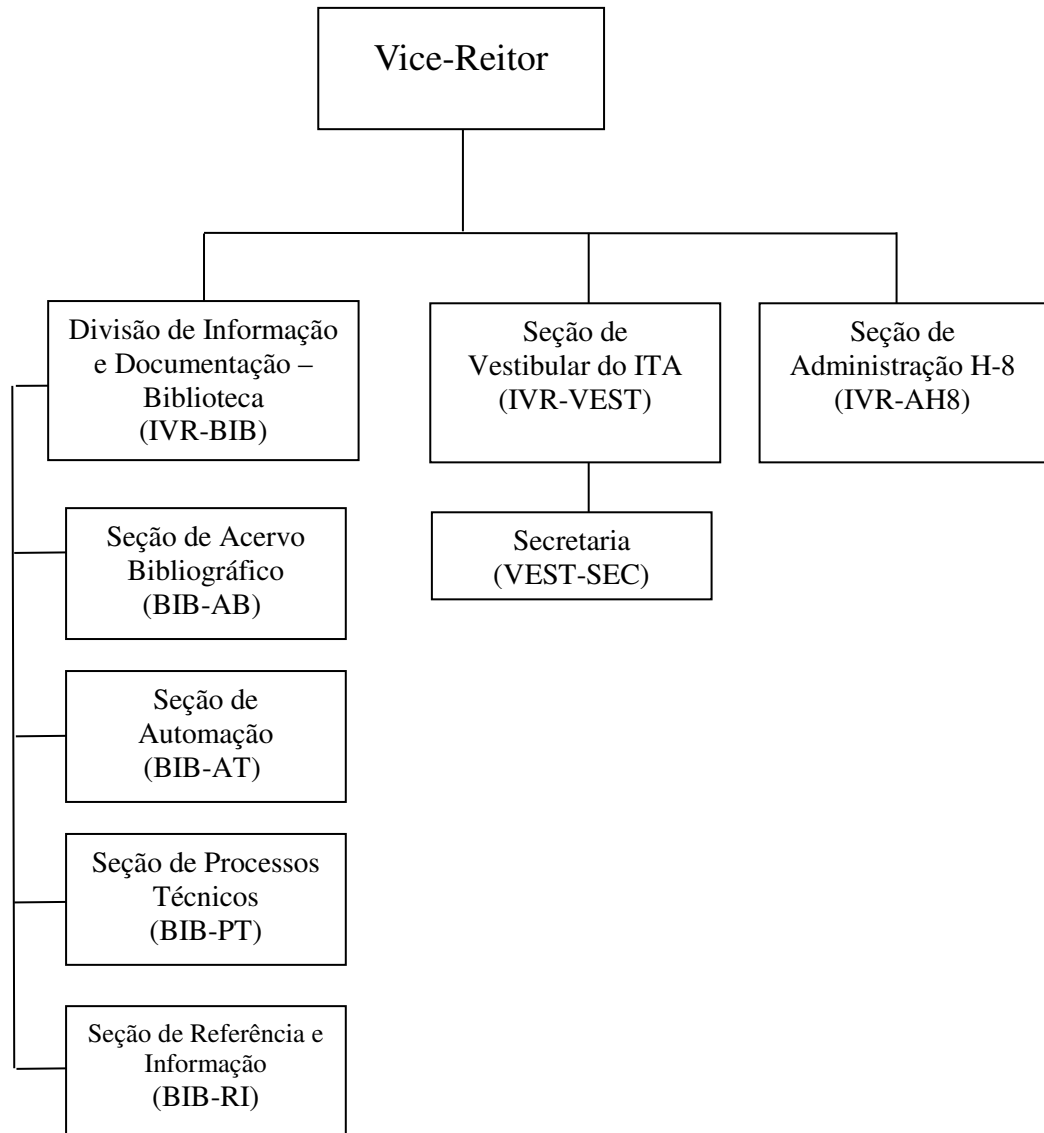 Vice-Reitor
Divisão de Informação
e Documentação –
Biblioteca
(IVR-BIB)
Seção de
Vestibular do ITA
(IVR-VEST)
Seção de
Administração H-8
(IVR-AH8)
Seção de Acervo
Bibliográfico
(BIB-AB)
Secretaria
(VEST-SEC)
Seção de
Automação
(BIB-AT)
Seção de Processos
Técnicos
(BIB-PT)
Seção de Referência e
Informação
(BIB-RI)